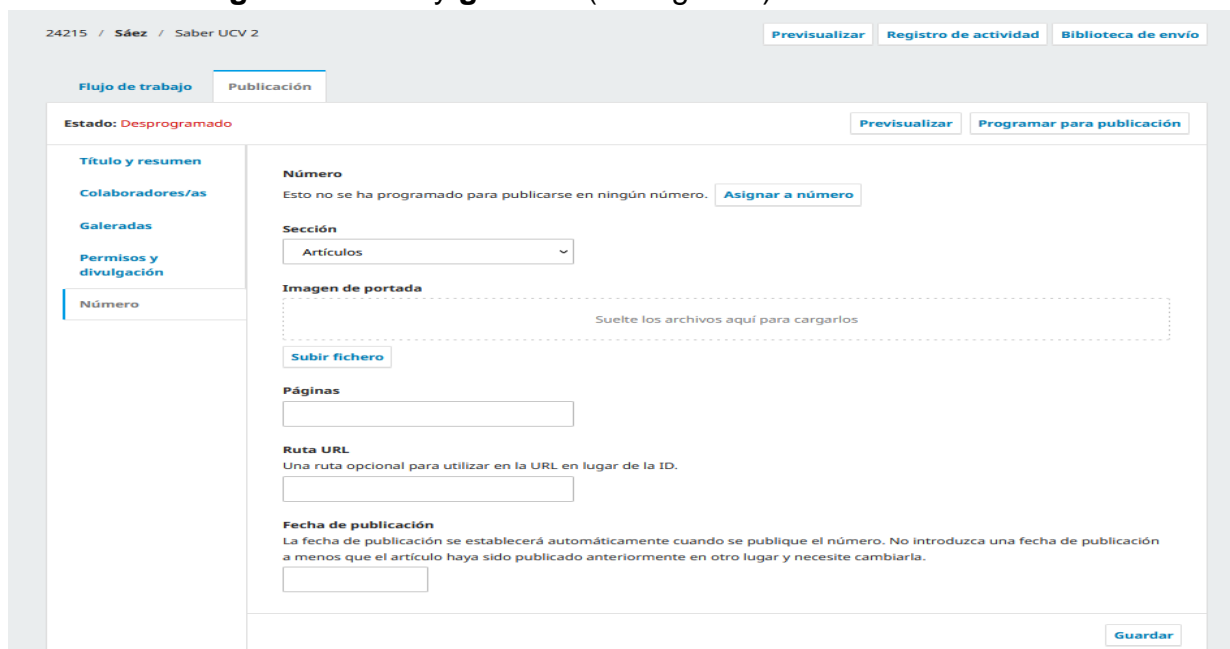 24215 / Sáez / Saber UCV 2
Previsualizar Registro de actividad Biblioteca de envío
Flujo de trabajo Publicación
Estado: Desprogramado
Previsualizar Programar para publicación
Título y resumen
Colaboradores/as
Galeradas
Permisos y
divulgación
Número
Número
Esto no se ha programado para publicarse en ningún número. Asignar a número
Sección
Artículos
Imagen de portada
Suelte los archivos aquí para cargarlos
Subir fichero
Páginas
Ruta URL
Una ruta opcional para utilizar en la URL en lugar de la ID.
Fecha de publicación
La fecha de publicación se establecerá automáticamente cuando se publique el número. No introduzca una fecha de publicación
a menos que el artículo haya sido publicado anteriormente en otro lugar y necesite cambiarla.
Guardar